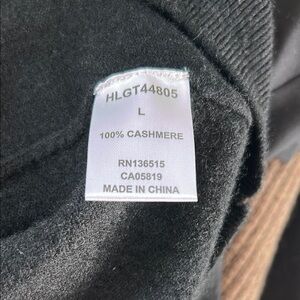 HLGT44805
L
100% CASHMERE
RN136515
CA05819
MADE IN CHINA